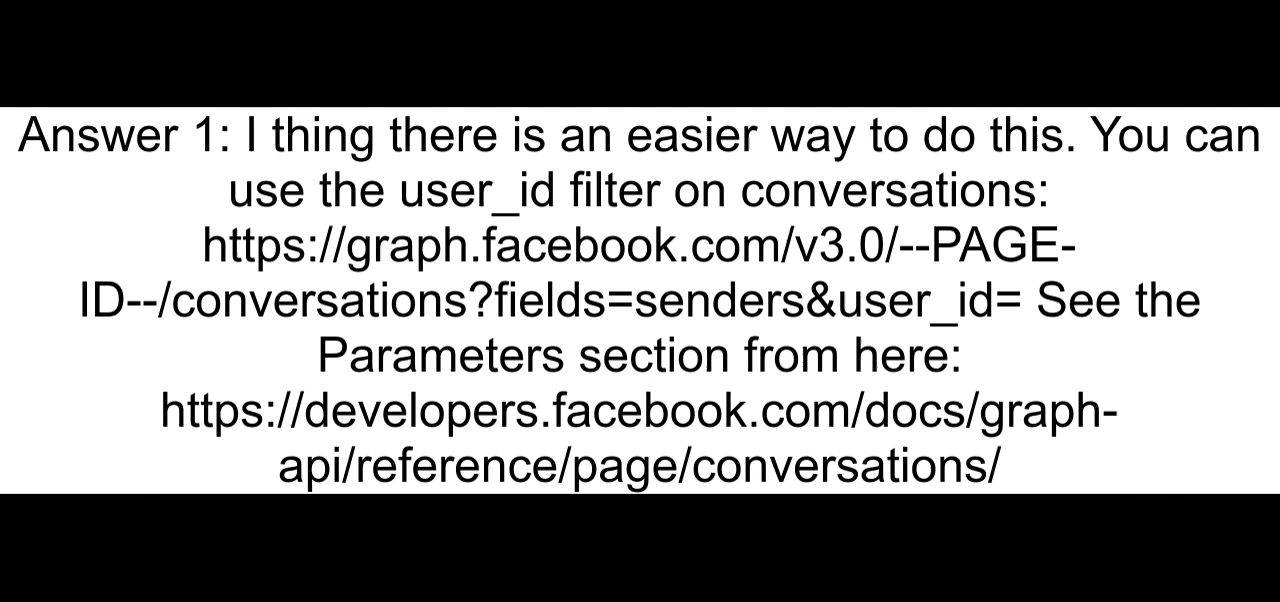 Answer 1: I thing there is an easier way to do this. You can
use the user_id filter on conversations:
https://graph.facebook.com/v3.0/--PAGE-
ID--/conversations?fields=senders&user_id= See the
Parameters section from here:
https://developers.facebook.com/docs/graph-
api/reference/page/conversations/